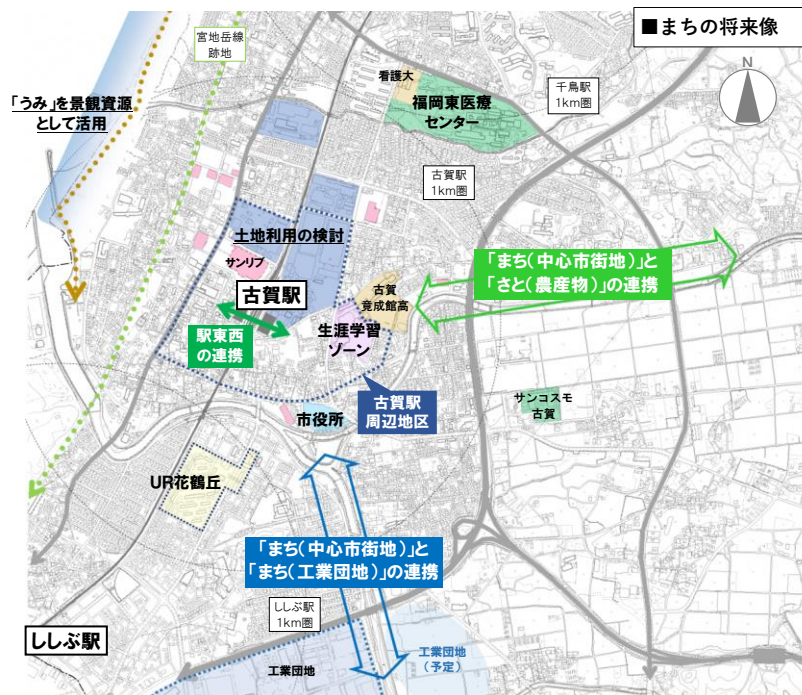 ■まちの将来像
宮地岳線
跡地
N
「うみ」を景観資源
として活用
看護大
福岡東医療
センター
千鳥駅
1km圏
古賀駅
1km圏
土地利用の検討
サンリブ
「まち(中心市街地)」と
「さと(農産物)」の連携
古賀駅
古賀
竟成館高
駅東西
の連携
生涯学習
ゾーン
古賀駅
周辺地区
サンコスモ
古賀
市役所
UR花鶴丘
「まち(中心市街地)」と
「まち(工業団地)」の連携
ししぶ駅
1km圏
ししぶ駅
工業団地
工業団地
(予定)